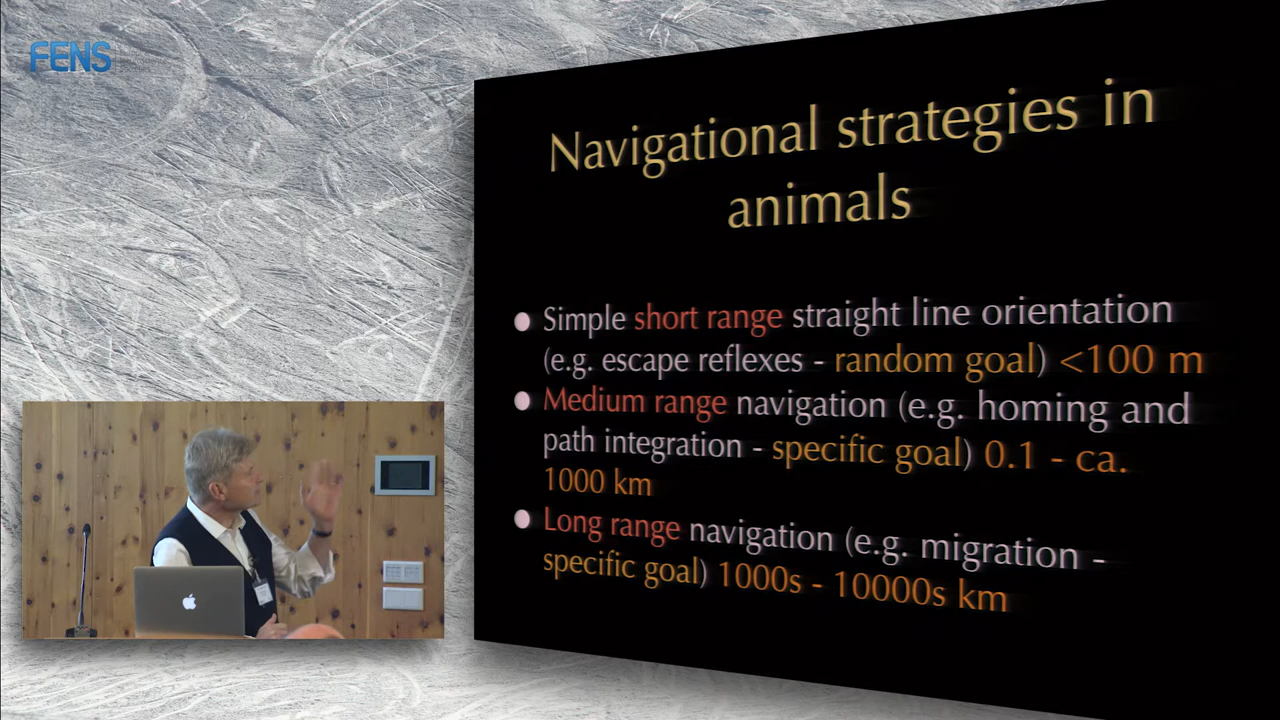 FENS
Navigational strategies in
animals
● Simple short range straight line orientation
(e.g. escape reflexes - random goal) <100 m
● Medium range navigation (e.g. homing and
path integration - specific goal) 0.1 - ca.
1000 km
● Long range navigation (e.g. migration -
specific goal) 1000s - 10000s km